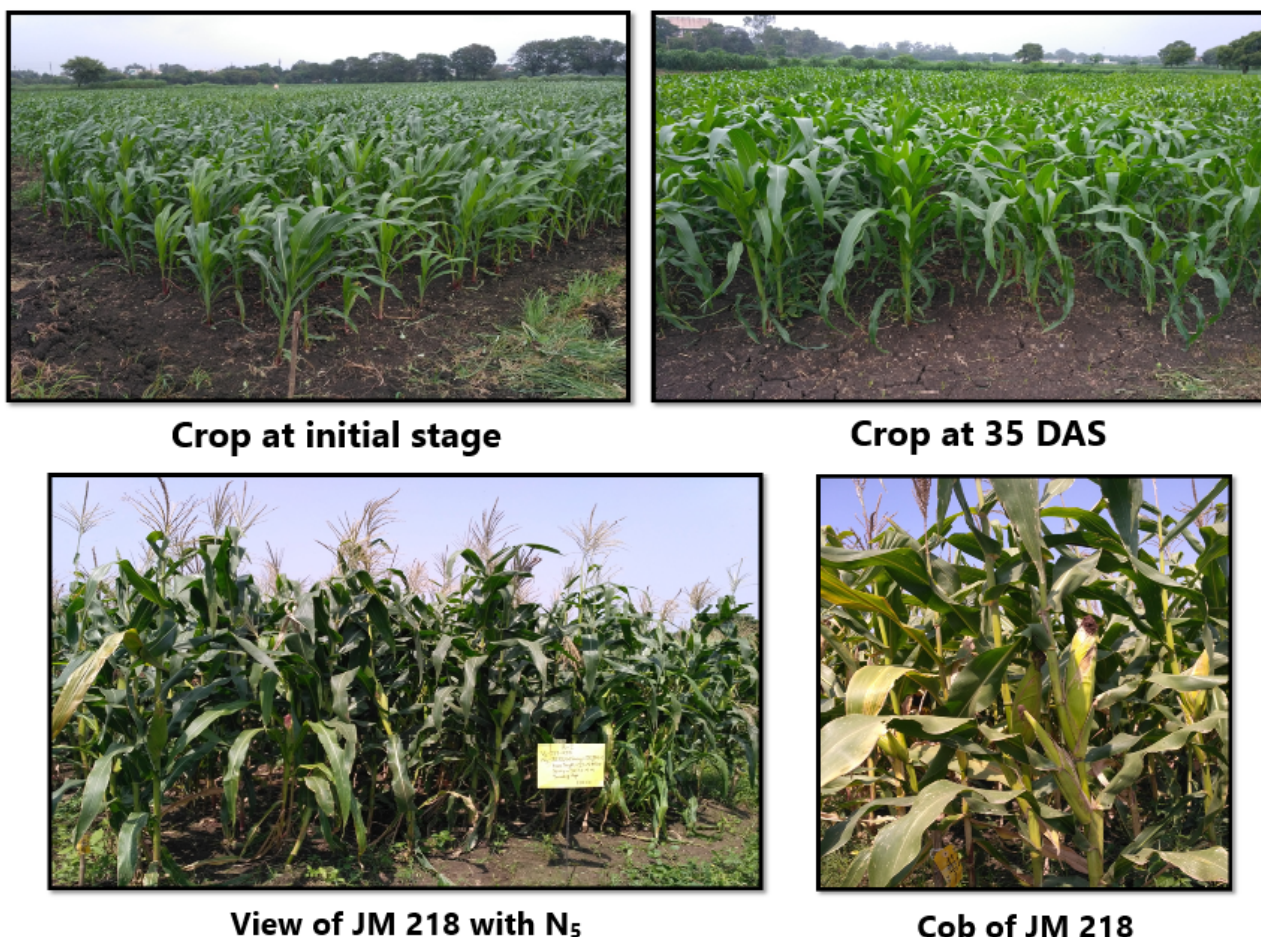 Crop at initial stage
Crop at 35 DAS
View of JM 218 with N₅
Cob of JM 218